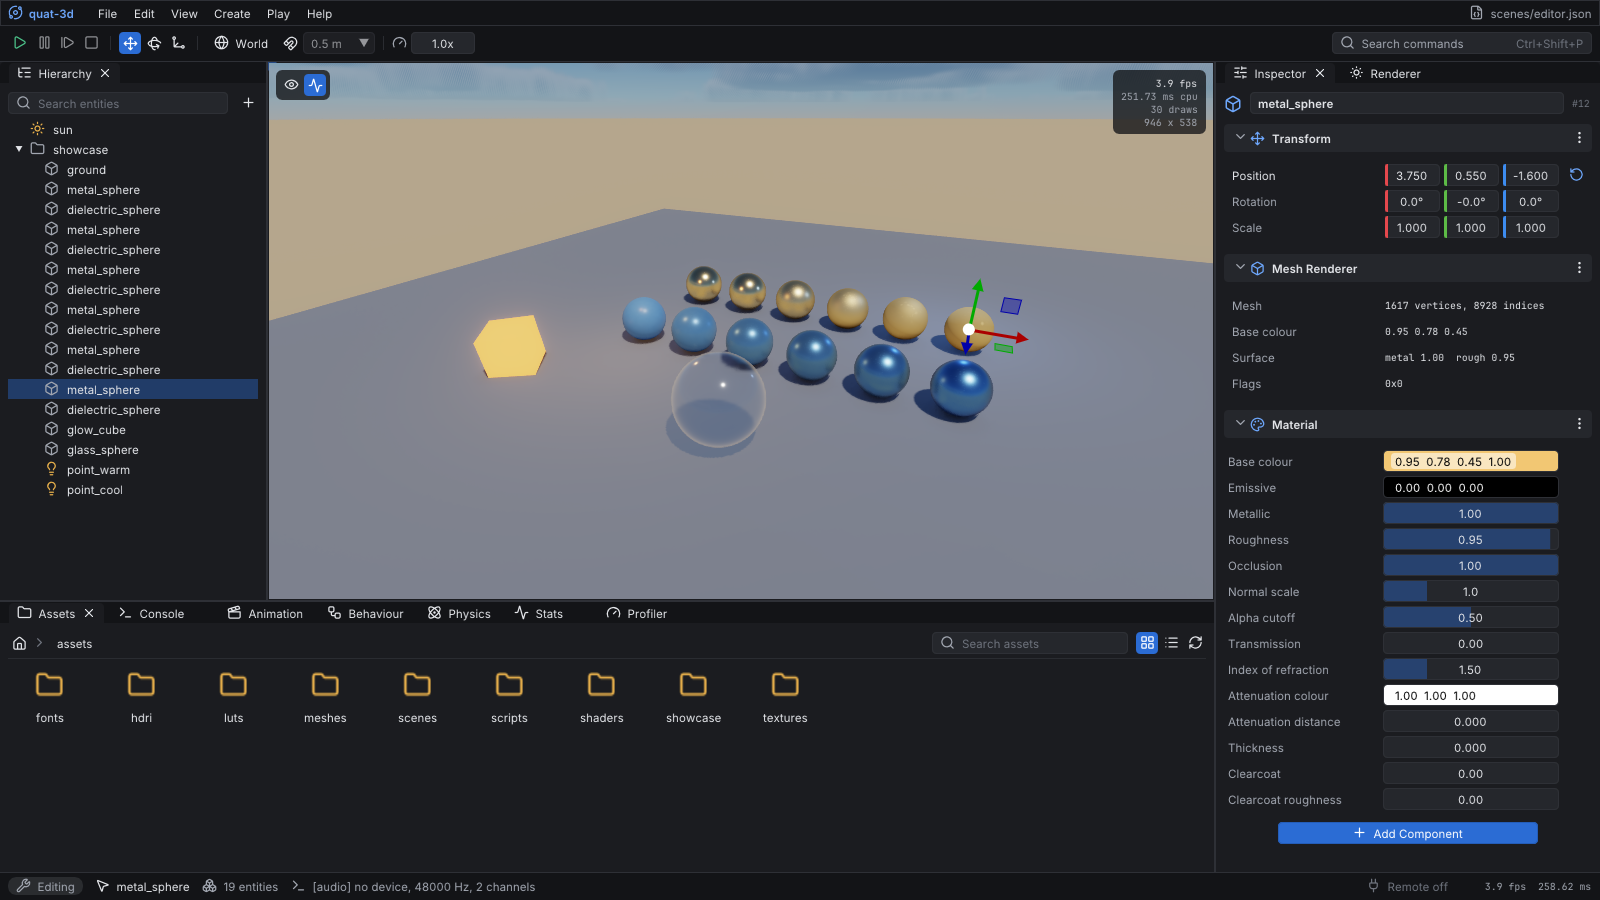 quat-3d File Edit View Create Play Help scenes/editor.json
World 0.5 m 1.0x Search commands Ctrl+Shift+P
Hierarchy
Search entities
sun
showcase
ground
metal_sphere
dielectric_sphere
metal_sphere
dielectric_sphere
metal_sphere
dielectric_sphere
metal_sphere
dielectric_sphere
metal_sphere
dielectric_sphere
metal_sphere
dielectric_sphere
glow_cube
glass_sphere
point_warm
point_cool
3.9 fps
251.73 ms cpu
30 draws
946 x 538
Inspector Renderer
metal_sphere #12
Transform
Position 3.750 0.550 -1.600
Rotation 0.0° -0.0° 0.0°
Scale 1.000 1.000 1.000
Mesh Renderer
Mesh 1617 vertices, 8928 indices
Base colour 0.95 0.78 0.45
Surface metal 1.00 rough 0.95
Flags 0x0
Material
Base colour 0.95 0.78 0.45 1.00
Emissive 0.00 0.00 0.00
Metallic 1.00
Roughness 0.95
Occlusion 1.00
Normal scale 1.0
Alpha cutoff 0.50
Transmission 0.00
Index of refraction 1.50
Attenuation colour 1.00 1.00 1.00
Attenuation distance 0.000
Thickness 0.000
Clearcoat 0.00
Clearcoat roughness 0.00
Add Component
Assets Console Animation Behaviour Physics Stats Profiler
assets Search assets
fonts hdri luts meshes scenes scripts shaders showcase textures
Editing metal_sphere 19 entities [audio] no device, 48000 Hz, 2 channels Remote off 3.9 fps 258.62 ms